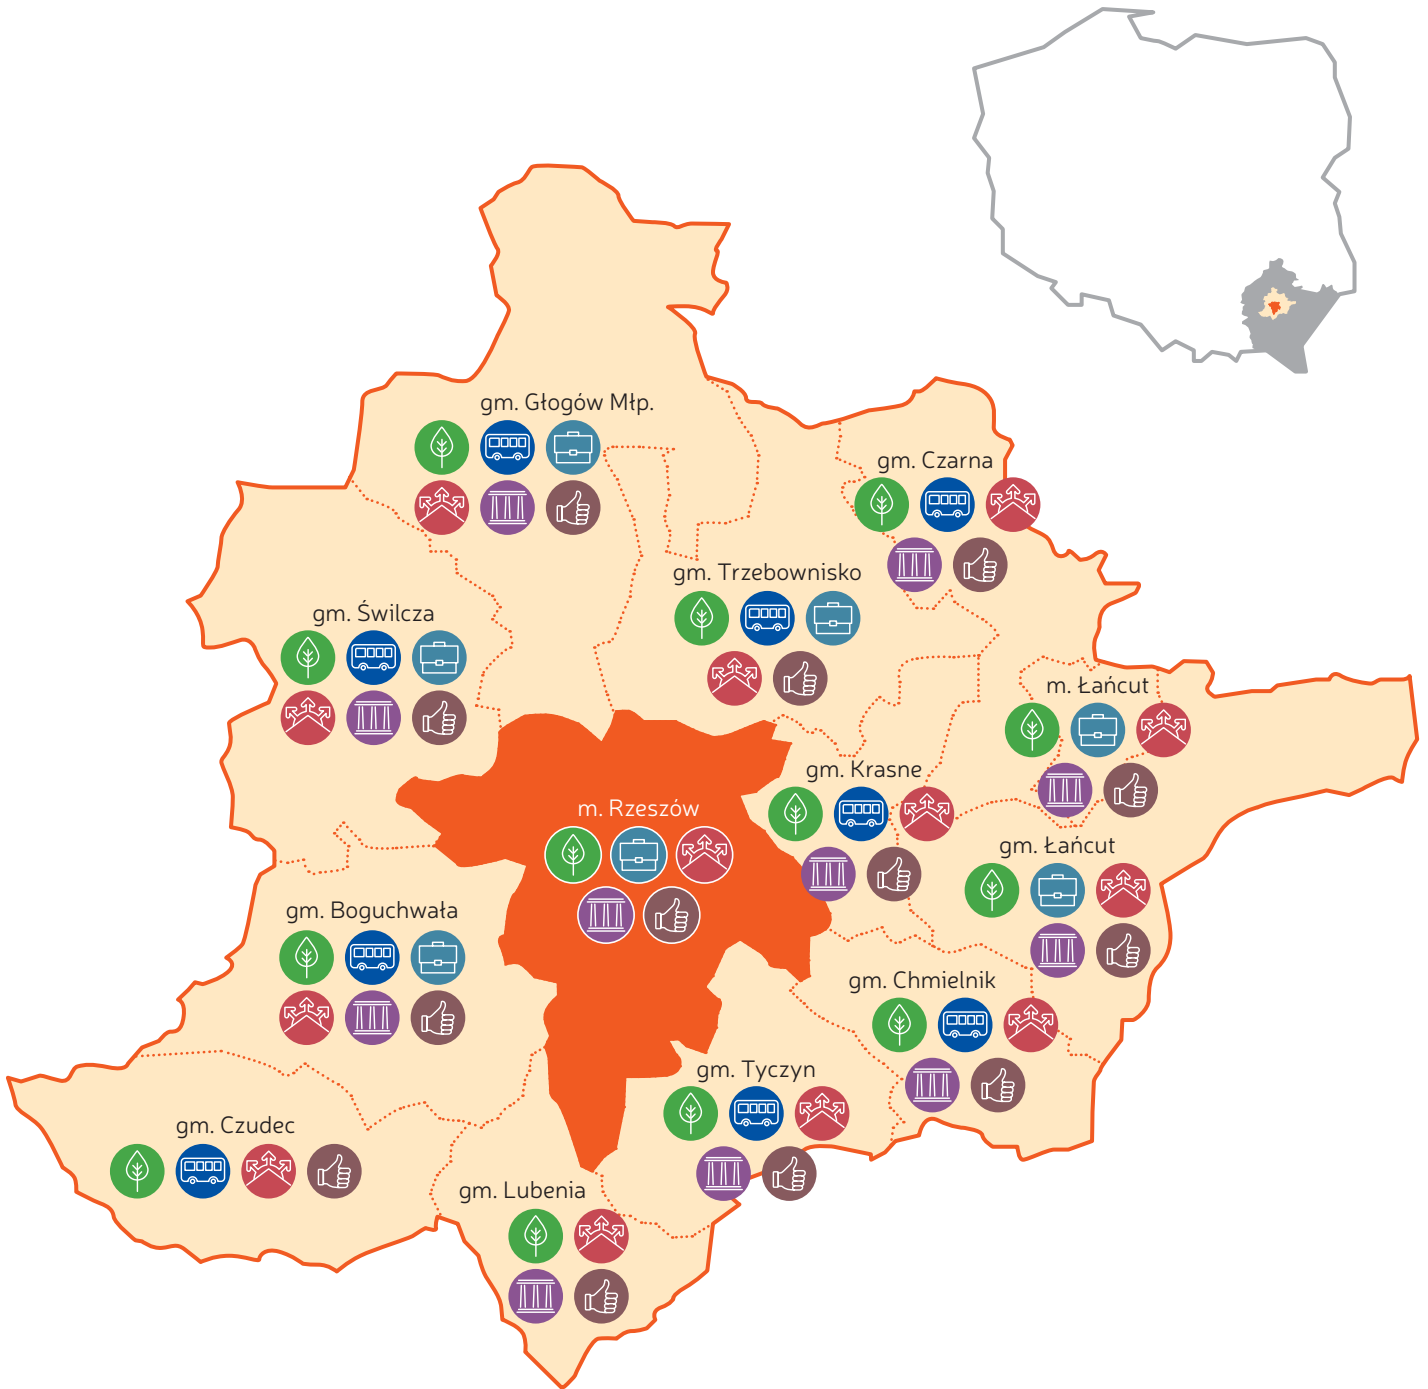 gm. Głogów Młp.
gm. Czarna
gm. Trzebownisko
gm. Świlcza
m. Łańcut
gm. Krasne
m. Rzeszów
gm. Łańcut
gm. Boguchwała
gm. Chmielnik
gm. Tyczyn
gm. Czudec
gm. Lubenia